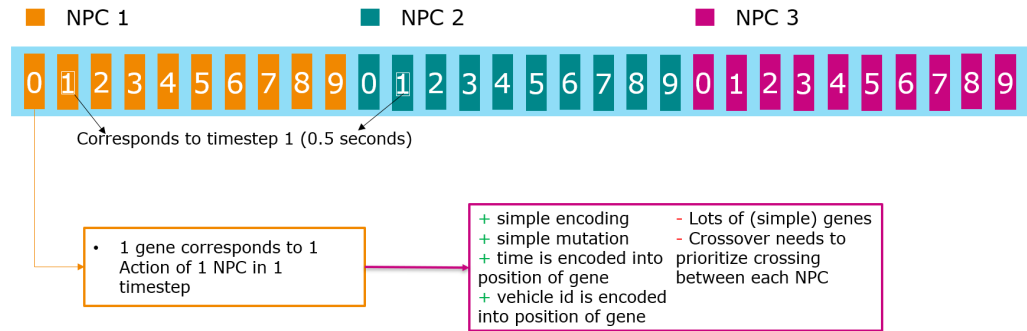 NPC 1 NPC 2 NPC 3
0 1 2 3 4 5 6 7 8 9 0 1 2 3 4 5 6 7 8 9 0 1 2 3 4 5 6 7 8 9
Corresponds to timestep 1 (0.5 seconds)
• 1 gene corresponds to 1
Action of 1 NPC in 1
timestep
+ simple encoding
+ simple mutation
+ time is encoded into
position of gene
+ vehicle id is encoded
into position of gene
- Lots of (simple) genes
- Crossover needs to
prioritize crossing
between each NPC